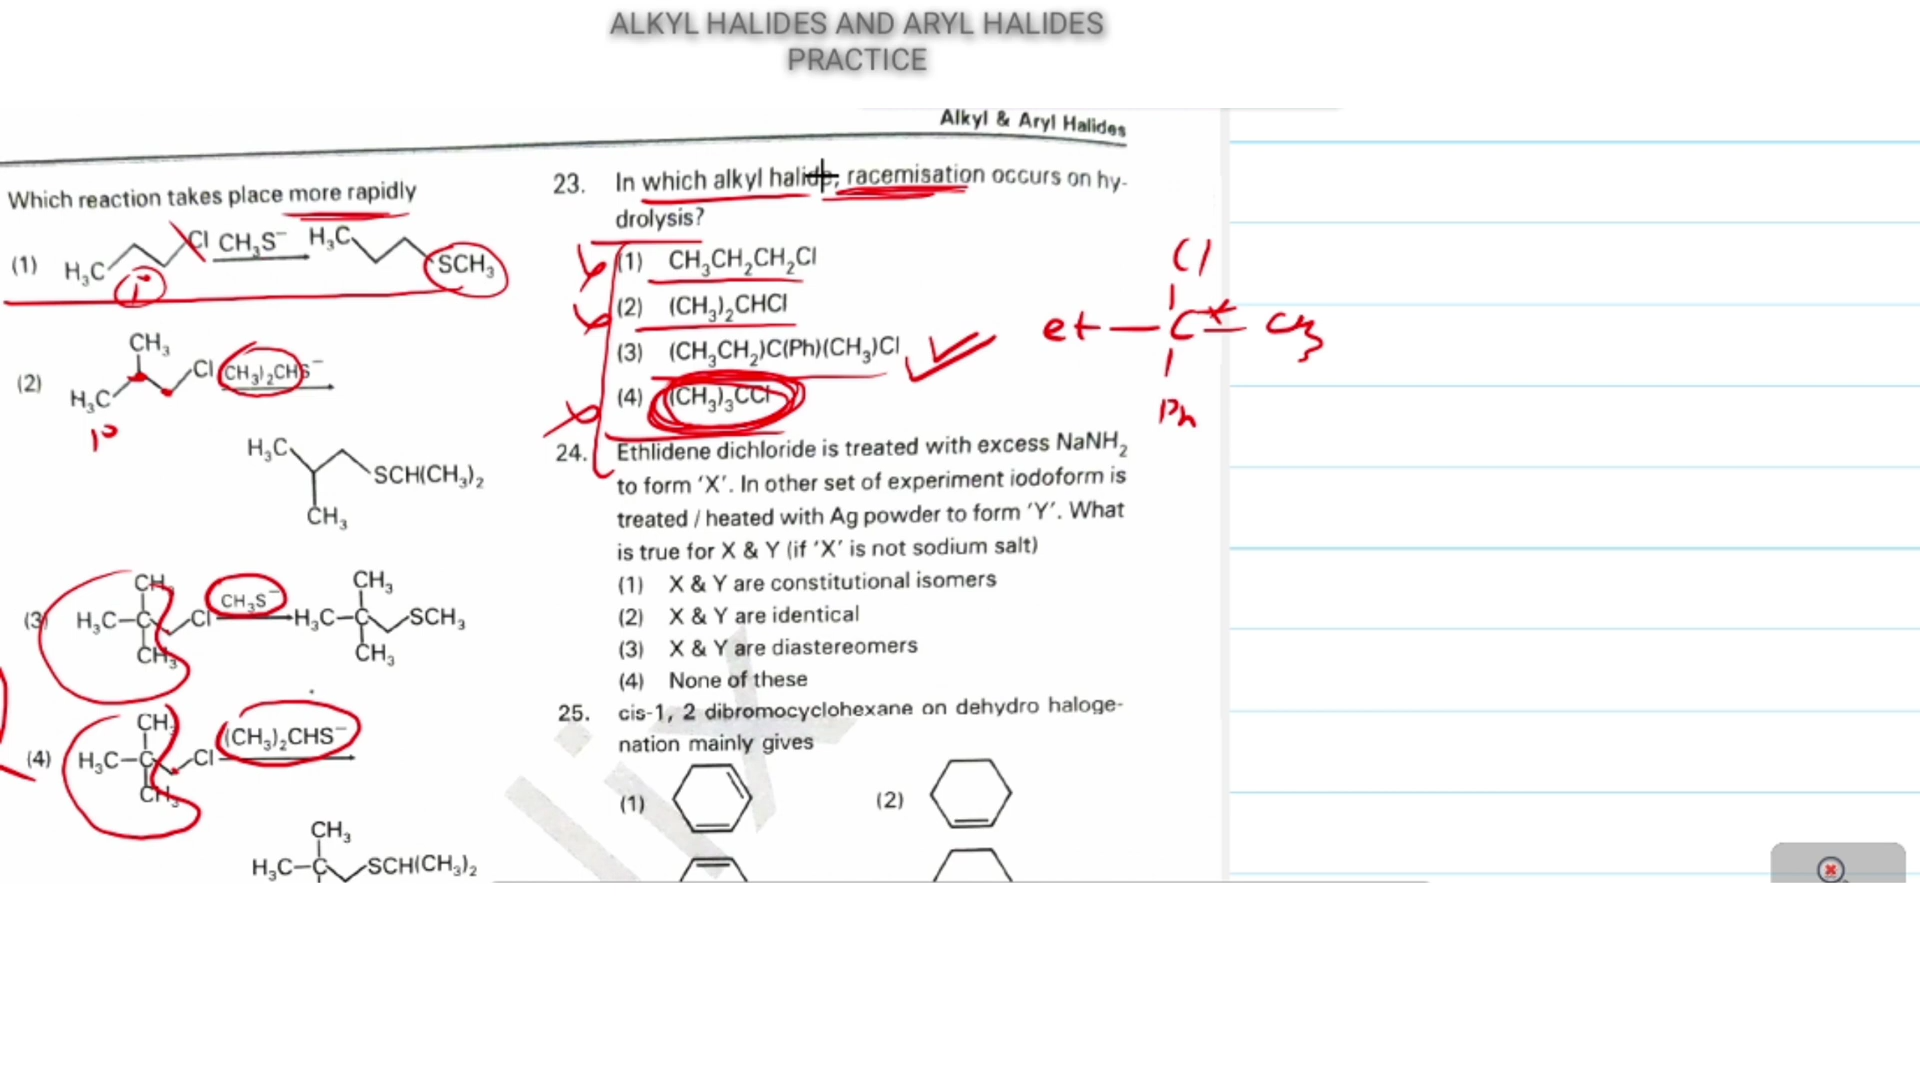 ALKYL HALIDES AND ARYL HALIDES
PRACTICE
Alkyl & Aryl Halides
Which reaction takes place more rapidly
(1) H₃C Cl CH₃S⁻ H₃C SCH₃
1°
(2) CH₃
H₃C Cl (CH₃)₂CHS⁻
1°
H₃C SCH(CH₃)₂
CH₃
(3) CH₃
H₃C–C Cl CH₃S⁻
CH₃
CH₃
H₃C–C SCH₃
CH₃
(4) CH₃
H₃C–C Cl (CH₃)₂CHS⁻
CH₃
CH₃
H₃C–C SCH(CH₃)₂
23. In which alkyl halide, racemisation occurs on hy-
drolysis?
(1) CH₃CH₂CH₂Cl
(2) (CH₃)₂CHCl
(3) (CH₃CH₂)C(Ph)(CH₃)Cl
(4) (CH₃)₃CCl
24. Ethlidene dichloride is treated with excess NaNH₂
to form ‘X’. In other set of experiment iodoform is
treated / heated with Ag powder to form ‘Y’. What
is true for X & Y (if ‘X’ is not sodium salt)
(1) X & Y are constitutional isomers
(2) X & Y are identical
(3) X & Y are diastereomers
(4) None of these
25. cis-1, 2 dibromocyclohexane on dehydro haloge-
nation mainly gives
(1) (2)
Cl
et — C* — CH₃
Ph